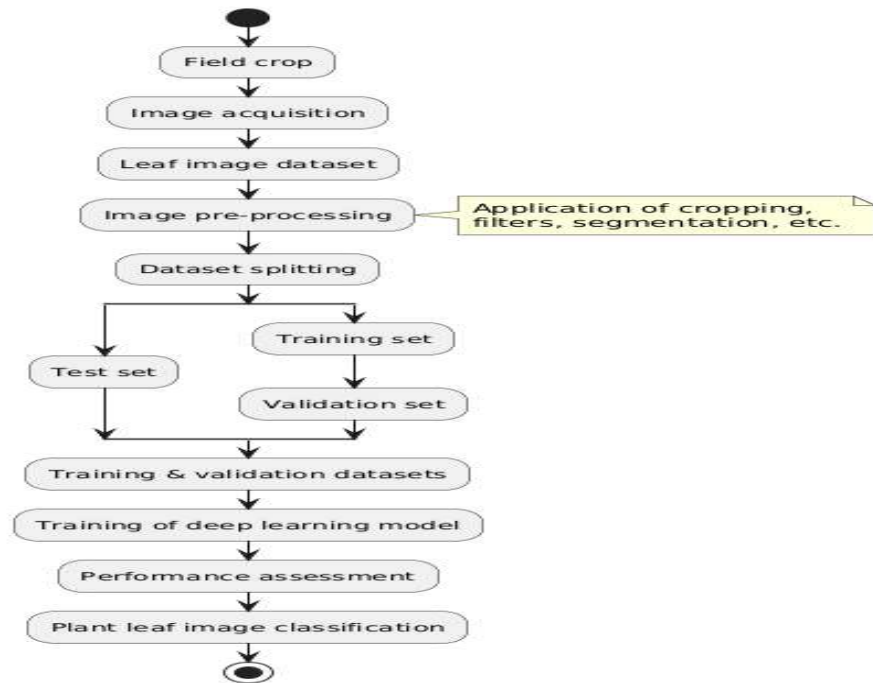 Field crop
Image acquisition
Leaf image dataset
Image pre-processing
Application of cropping,
filters, segmentation, etc.
Dataset splitting
Training set
Test set
Validation set
Training & validation datasets
Training of deep learning model
Performance assessment
Plant leaf image classification